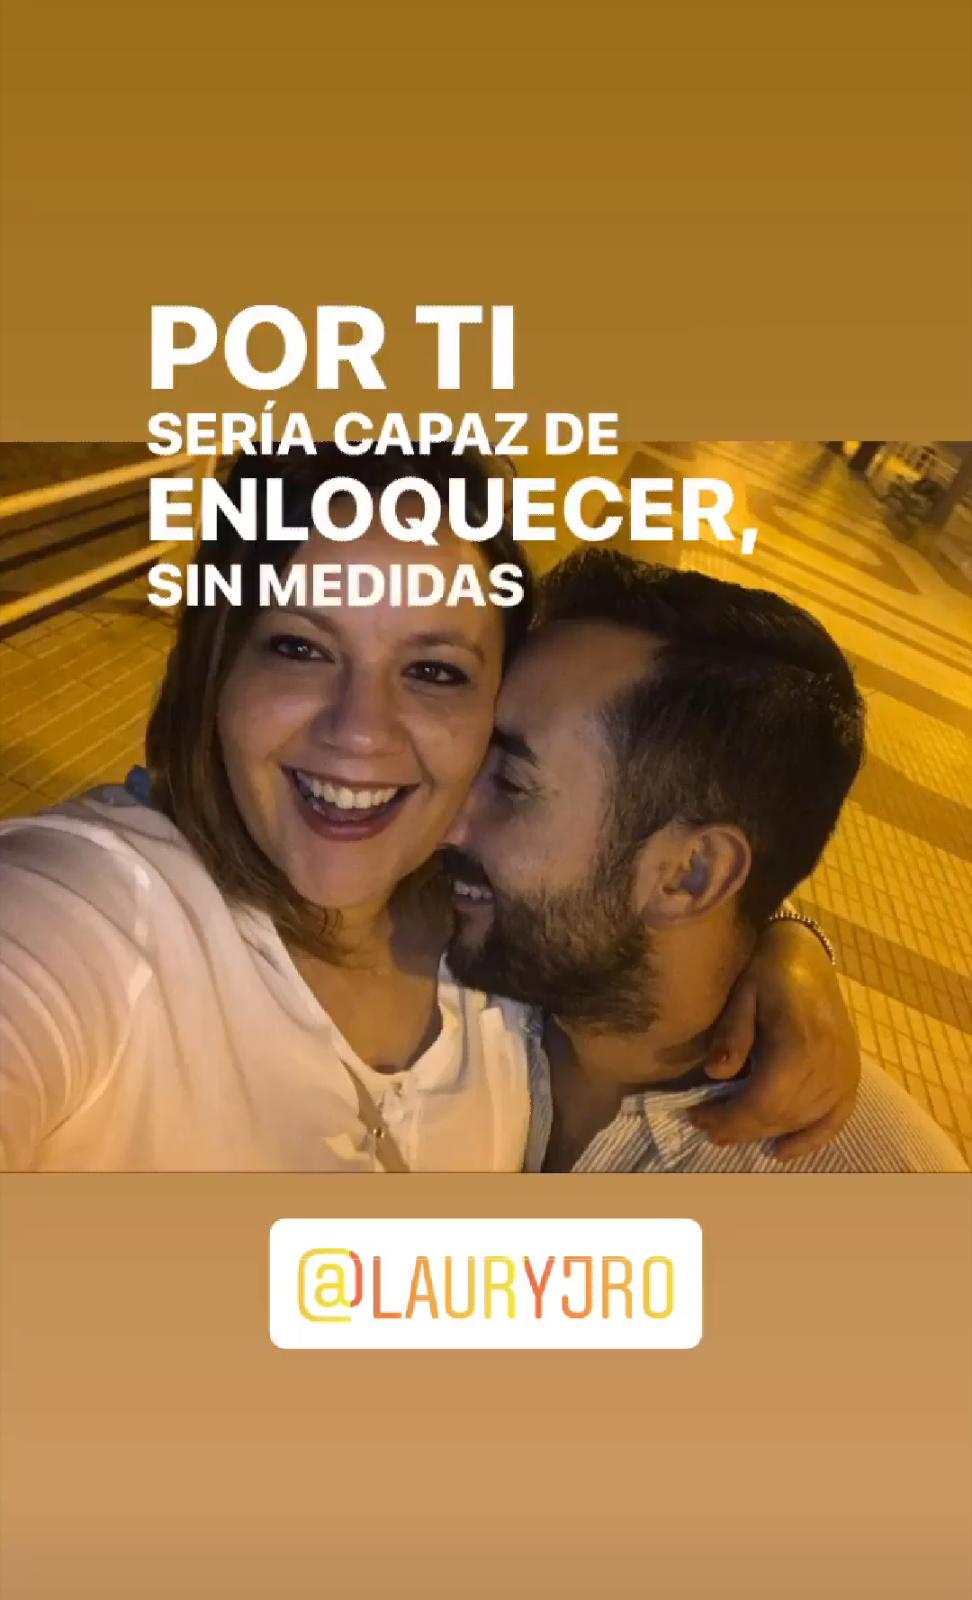 POR TI
SERÍA CAPAZ DE
ENLOQUECER,
SIN MEDIDAS
@LAURYJRO